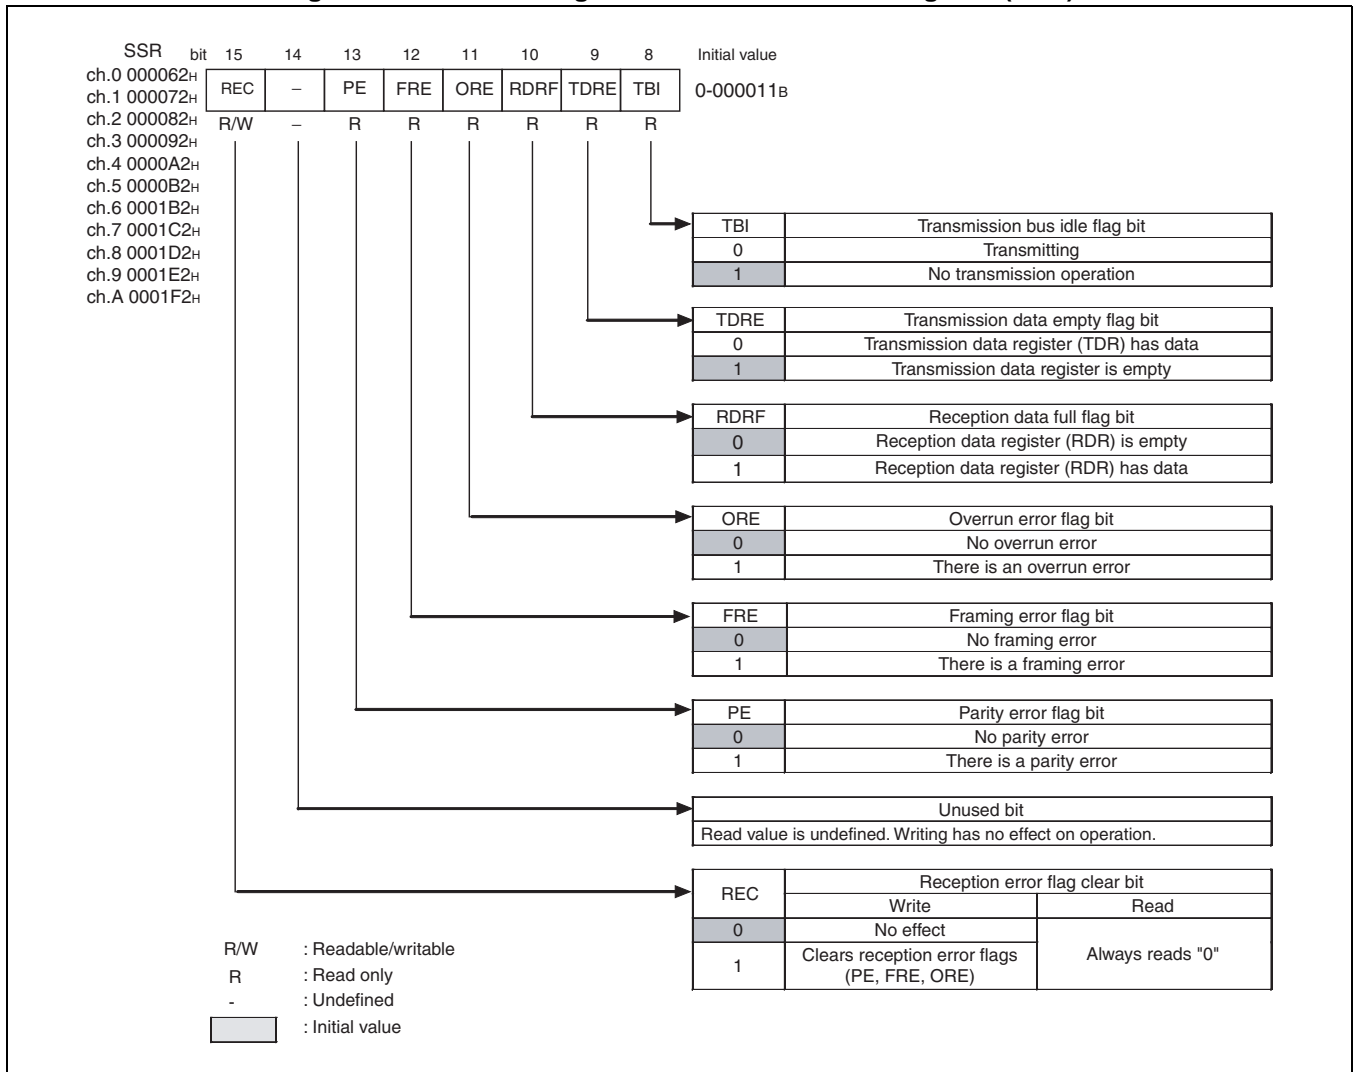 SSR bit 15 14 13 12 11 10 9 8 Initial value
ch.0 000062H REC – PE FRE ORE RDRF TDRE TBI 0-000011B
ch.1 000072H
ch.2 000082H R/W – R R R R R R
ch.3 000092H
ch.4 0000A2H
ch.5 0000B2H
ch.6 0001B2H
ch.7 0001C2H
ch.8 0001D2H
ch.9 0001E2H
ch.A 0001F2H
TBI Transmission bus idle flag bit
0 Transmitting
1 No transmission operation
TDRE Transmission data empty flag bit
0 Transmission data register (TDR) has data
1 Transmission data register is empty
RDRF Reception data full flag bit
0 Reception data register (RDR) is empty
1 Reception data register (RDR) has data
ORE Overrun error flag bit
0 No overrun error
1 There is an overrun error
FRE Framing error flag bit
0 No framing error
1 There is a framing error
PE Parity error flag bit
0 No parity error
1 There is a parity error
Unused bit
Read value is undefined. Writing has no effect on operation.
REC Reception error flag clear bit
Write Read
0 No effect Always reads "0"
1 Clears reception error flags
(PE, FRE, ORE)
R/W : Readable/writable
R : Read only
- : Undefined
: Initial value